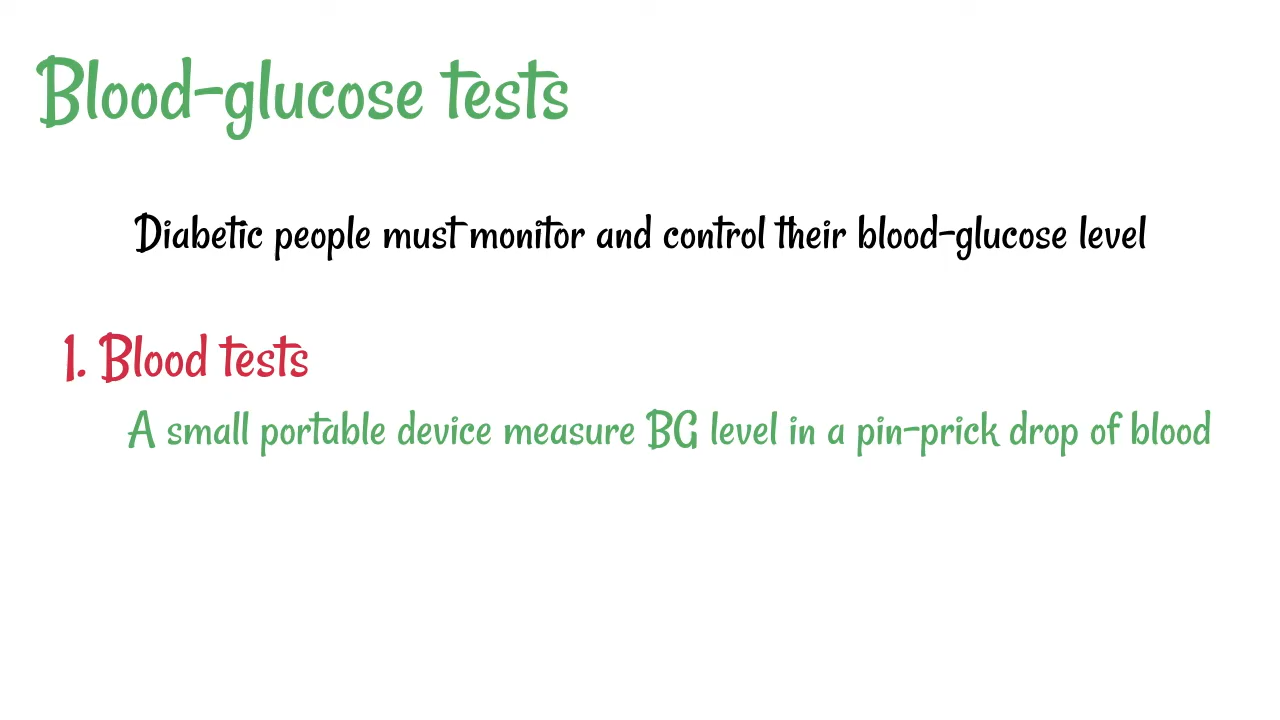 Blood-glucose tests
Diabetic people must monitor and control their blood-glucose level
1. Blood tests
A small portable device measure BG level in a pin-prick drop of blood